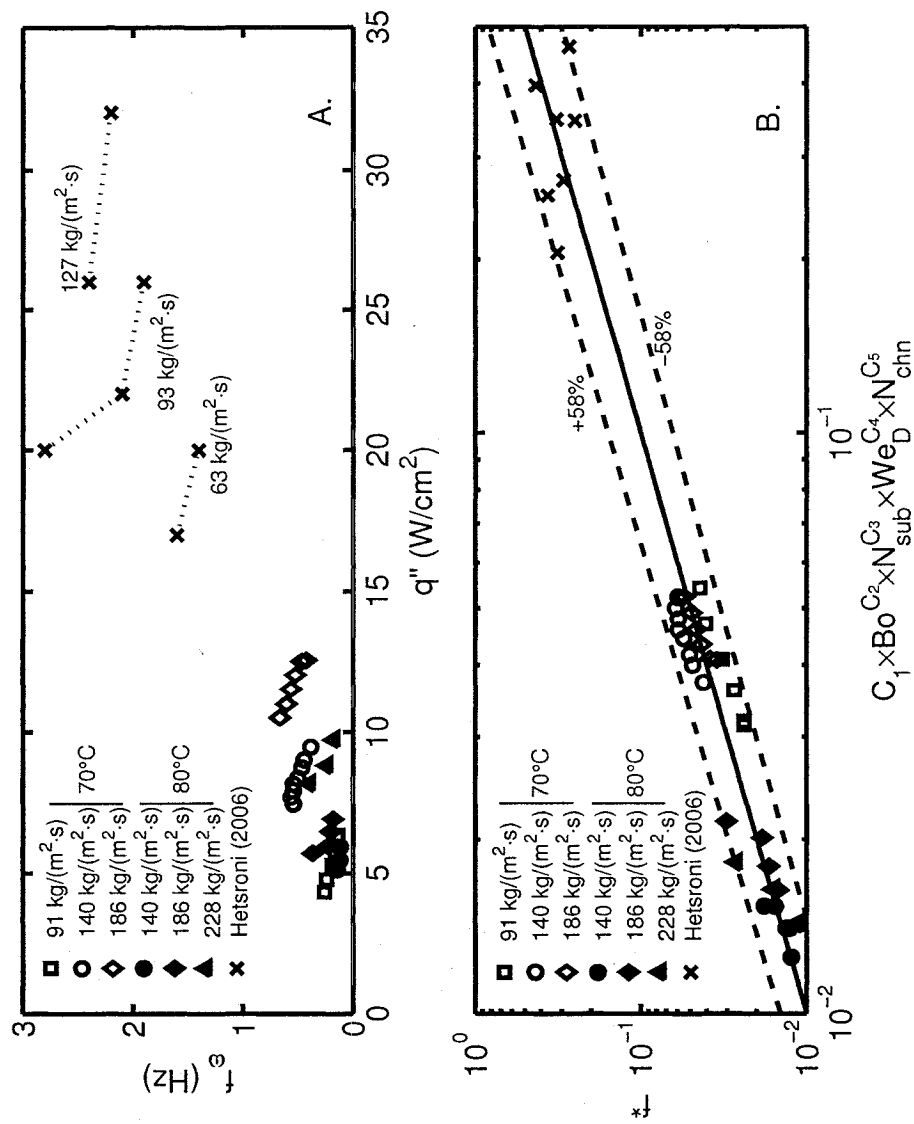 3
2
1
0
f_ω (Hz)
0
5
10
15
20
25
30
35
q" (W/cm²)
A.
91 kg/(m²·s)
140 kg/(m²·s)
186 kg/(m²·s)
70°C
140 kg/(m²·s)
186 kg/(m²·s)
228 kg/(m²·s)
80°C
Hetsroni (2006)
63 kg/(m²·s)
93 kg/(m²·s)
127 kg/(m²·s)
10⁰
10⁻¹
10⁻²
f*
10⁻²
10⁻¹
C₁×Bo^C₂×N_sub^C₃×We_D^C₄×N_chn^C₅
B.
91 kg/(m²·s)
140 kg/(m²·s)
186 kg/(m²·s)
70°C
140 kg/(m²·s)
186 kg/(m²·s)
228 kg/(m²·s)
80°C
Hetsroni (2006)
+58%
−58%